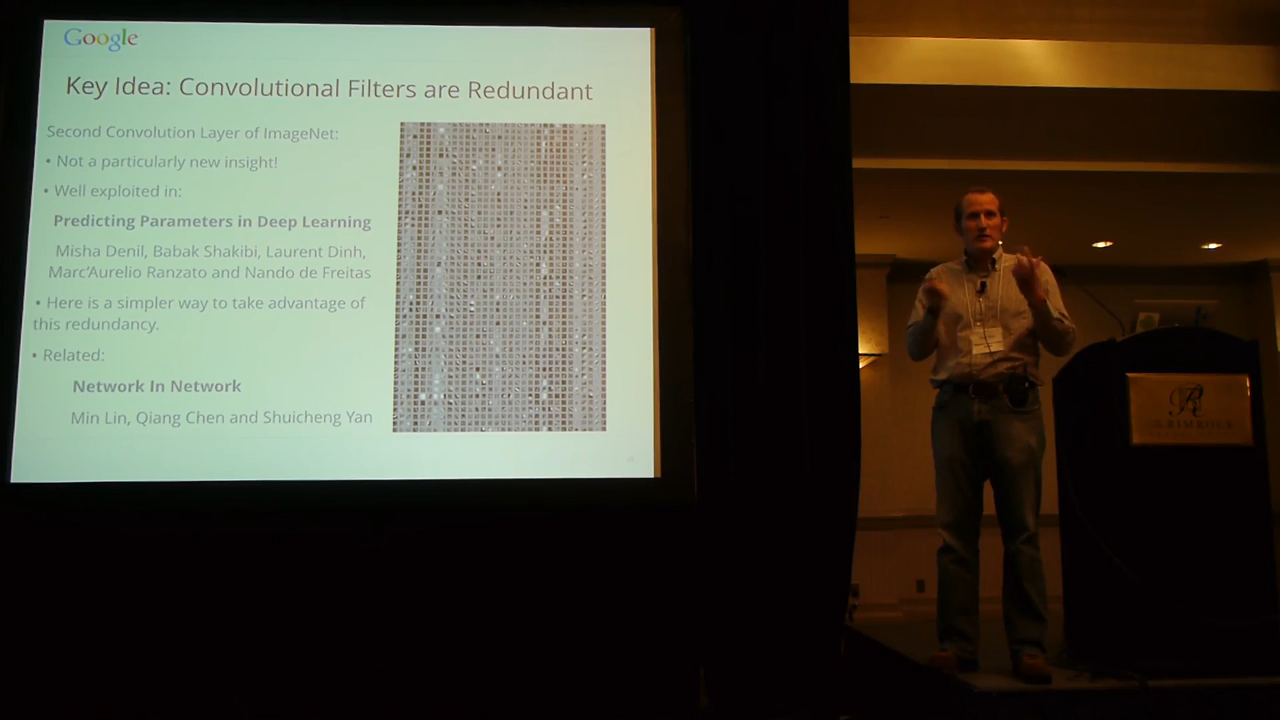 Google
Key Idea: Convolutional Filters are Redundant
Second Convolution Layer of ImageNet:
• Not a particularly new insight!
• Well exploited in:
Predicting Parameters in Deep Learning
Misha Denil, Babak Shakibi, Laurent Dinh,
Marc'Aurelio Ranzato and Nando de Freitas
• Here is a simpler way to take advantage of
this redundancy.
• Related:
Network In Network
Min Lin, Qiang Chen and Shuicheng Yan
RIMROCK